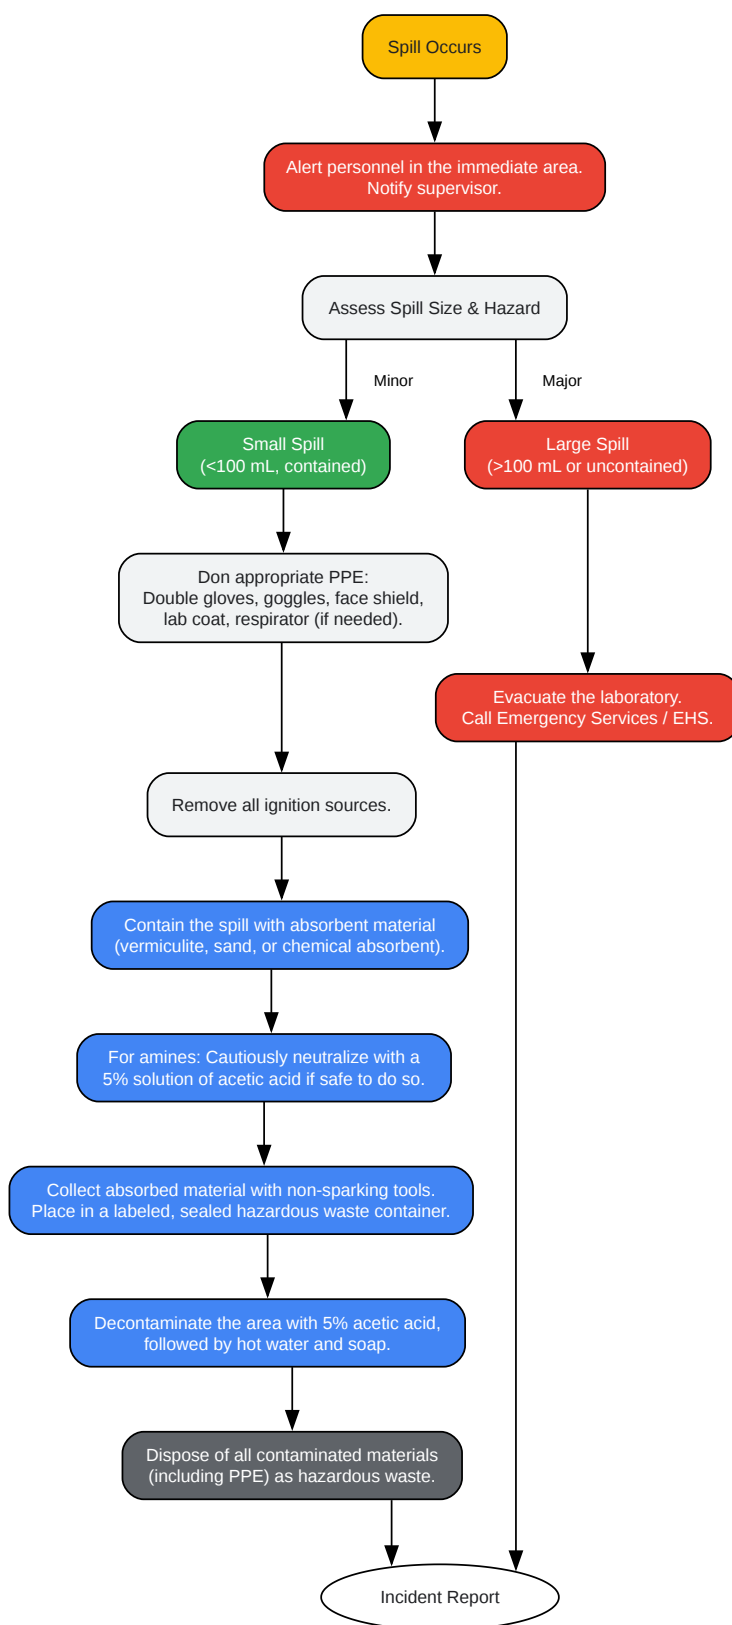 Spill Occurs
Alert personnel in the immediate area.
Notify supervisor.
Assess Spill Size & Hazard
Minor
Major
Small Spill
(<100 mL, contained)
Large Spill
(>100 mL or uncontained)
Don appropriate PPE:
Double gloves, goggles, face shield,
lab coat, respirator (if needed).
Evacuate the laboratory.
Call Emergency Services / EHS.
Remove all ignition sources.
Contain the spill with absorbent material
(vermiculite, sand, or chemical absorbent).
For amines: Cautiously neutralize with a
5% solution of acetic acid if safe to do so.
Collect absorbed material with non-sparking tools.
Place in a labeled, sealed hazardous waste container.
Decontaminate the area with 5% acetic acid,
followed by hot water and soap.
Dispose of all contaminated materials
(including PPE) as hazardous waste.
Incident Report